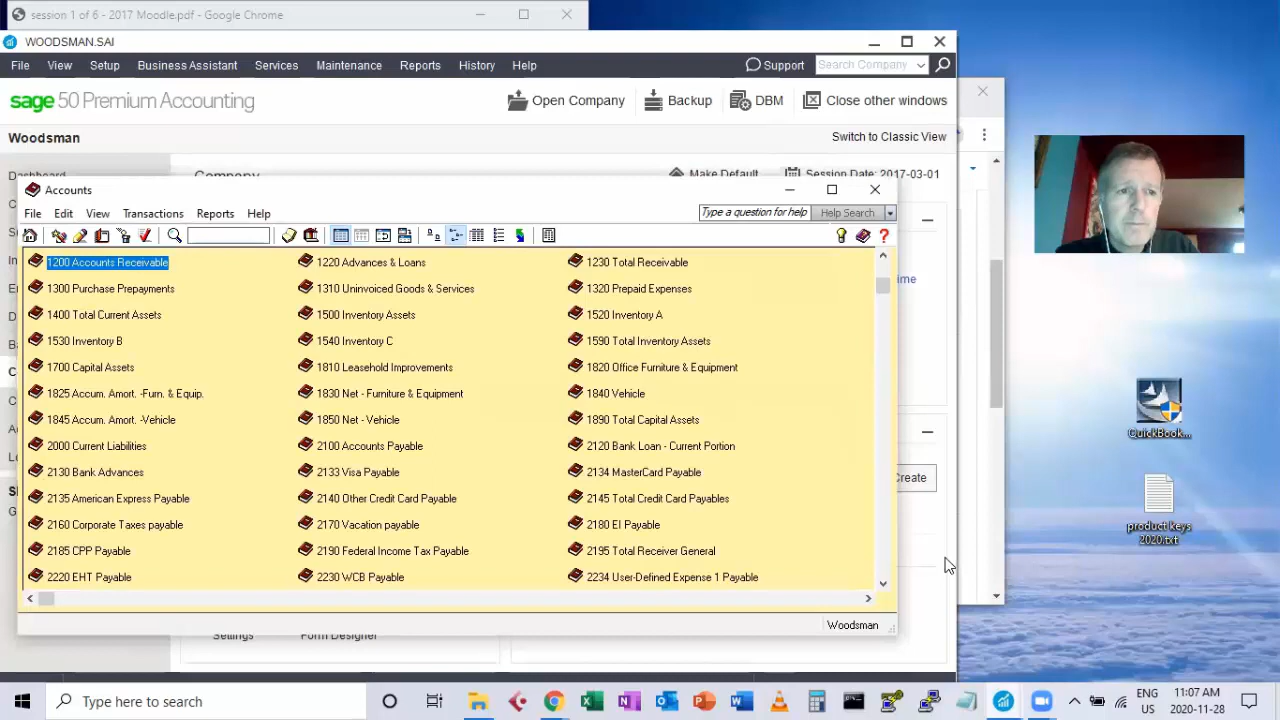 session 1 of 6 - 2017 Moodle.pdf - Google Chrome
WOODSMAN.SAI
File View Setup Business Assistant Services Maintenance Reports History Help
Support
Search Company
sage 50 Premium Accounting
Open Company Backup DBM Close other windows
Woodsman
Switch to Classic View
Dashboard
Company
Make Default
Session Date: 2017-03-01
Accounts
File Edit View Transactions Reports Help
Type a question for help
Help Search
1200 Accounts Receivable 1220 Advances & Loans 1230 Total Receivable
1300 Purchase Prepayments 1310 Uninvoiced Goods & Services 1320 Prepaid Expenses
1400 Total Current Assets 1500 Inventory Assets 1520 Inventory A
1530 Inventory B 1540 Inventory C 1590 Total Inventory Assets
1700 Capital Assets 1810 Leasehold Improvements 1820 Office Furniture & Equipment
1825 Accum. Amort. -Furn. & Equip. 1830 Net - Furniture & Equipment 1840 Vehicle
1845 Accum. Amort. -Vehicle 1850 Net - Vehicle 1890 Total Capital Assets
2000 Current Liabilities 2100 Accounts Payable 2120 Bank Loan - Current Portion
2130 Bank Advances 2133 Visa Payable 2134 MasterCard Payable
2135 American Express Payable 2140 Other Credit Card Payable 2145 Total Credit Card Payables
2160 Corporate Taxes payable 2170 Vacation payable 2180 EI Payable
2185 CPP Payable 2190 Federal Income Tax Payable 2195 Total Receiver General
2220 EHT Payable 2230 WCB Payable 2234 User-Defined Expense 1 Payable
Woodsman
Settings Form Designer
ime
Create
QuickBook...
product keys
2020.txt
Type here to search
ENG
US
11:07 AM
2020-11-28